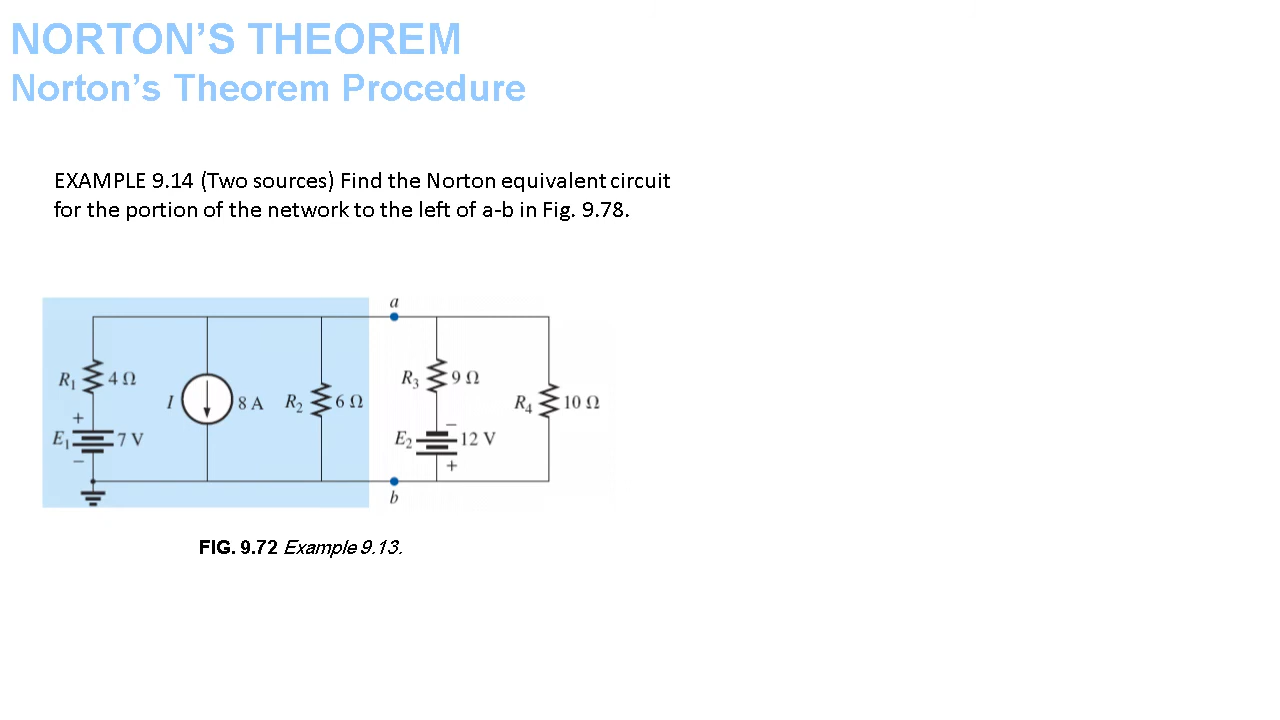 NORTON’S THEOREM
Norton’s Theorem Procedure
EXAMPLE 9.14 (Two sources) Find the Norton equivalent circuit
for the portion of the network to the left of a-b in Fig. 9.78.
a
R1 4 Ω
R3 9 Ω
I 8 A R2 6 Ω
R4 10 Ω
+
E1 7 V
–
–
E2 12 V
+
b
FIG. 9.72 Example 9.13.